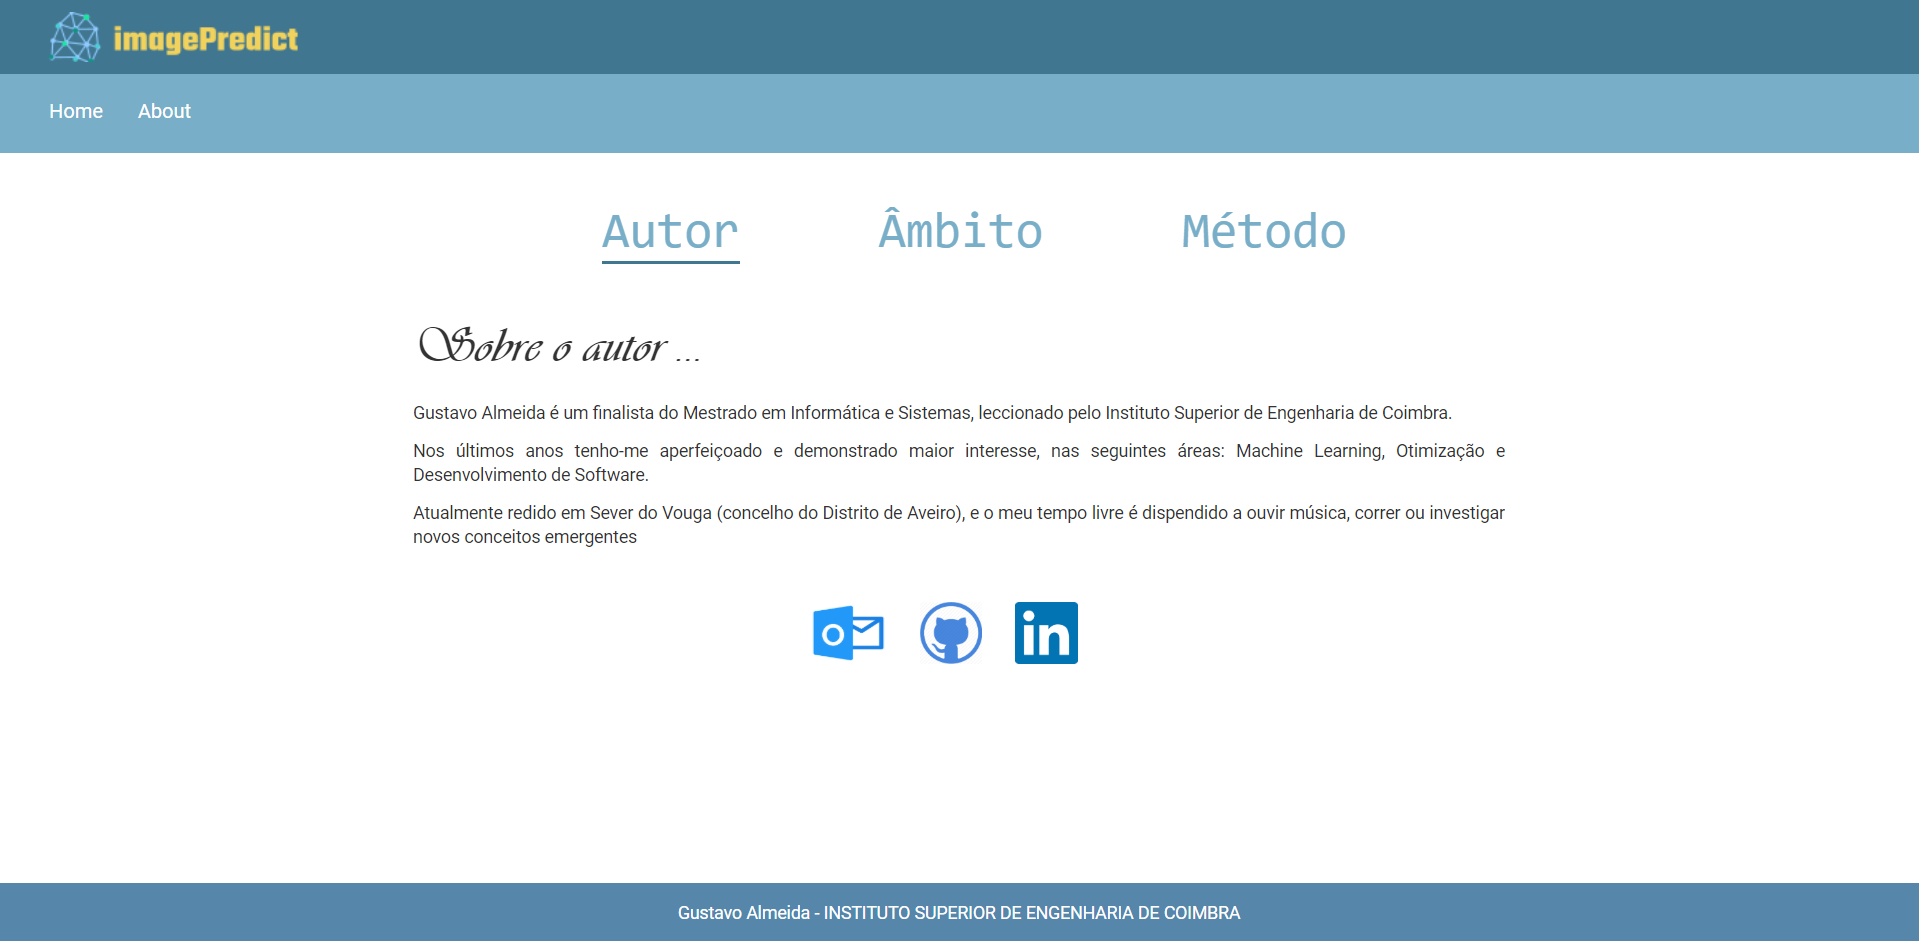 imagePredict
Home About
Autor Âmbito Método
Sobre o autor ...
Gustavo Almeida é um finalista do Mestrado em Informática e Sistemas, leccionado pelo Instituto Superior de Engenharia de Coimbra.
Nos últimos anos tenho-me aperfeiçoado e demonstrado maior interesse, nas seguintes áreas: Machine Learning, Otimização e
Desenvolvimento de Software.
Atualmente redido em Sever do Vouga (concelho do Distrito de Aveiro), e o meu tempo livre é dispendido a ouvir música, correr ou investigar
novos conceitos emergentes
in
Gustavo Almeida - INSTITUTO SUPERIOR DE ENGENHARIA DE COIMBRA